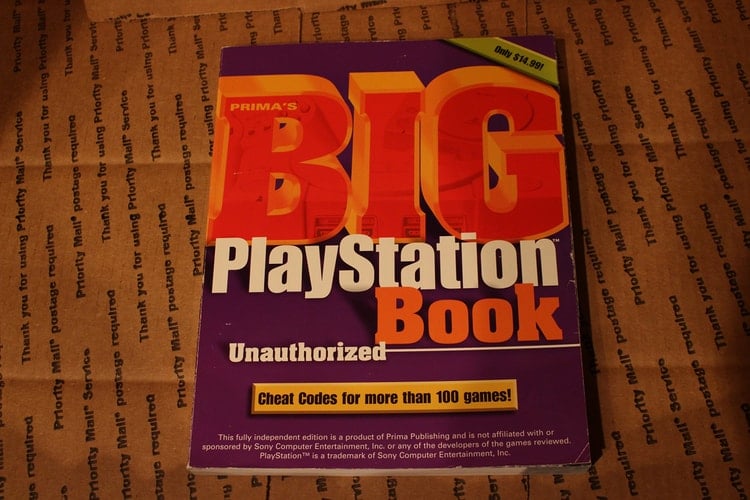 Only $14.99!
PRIMA'S
BIG
PlayStation™
Book
Unauthorized
Cheat Codes for more than 100 games!
This fully independent edition is a product of Prima Publishing and is not affiliated with or
sponsored by Sony Computer Entertainment, Inc. or any of the developers of the games reviewed.
PlayStation™ is a trademark of Sony Computer Entertainment, Inc.
Thank you for using Priority Mail® Service
Priority Mail® postage required